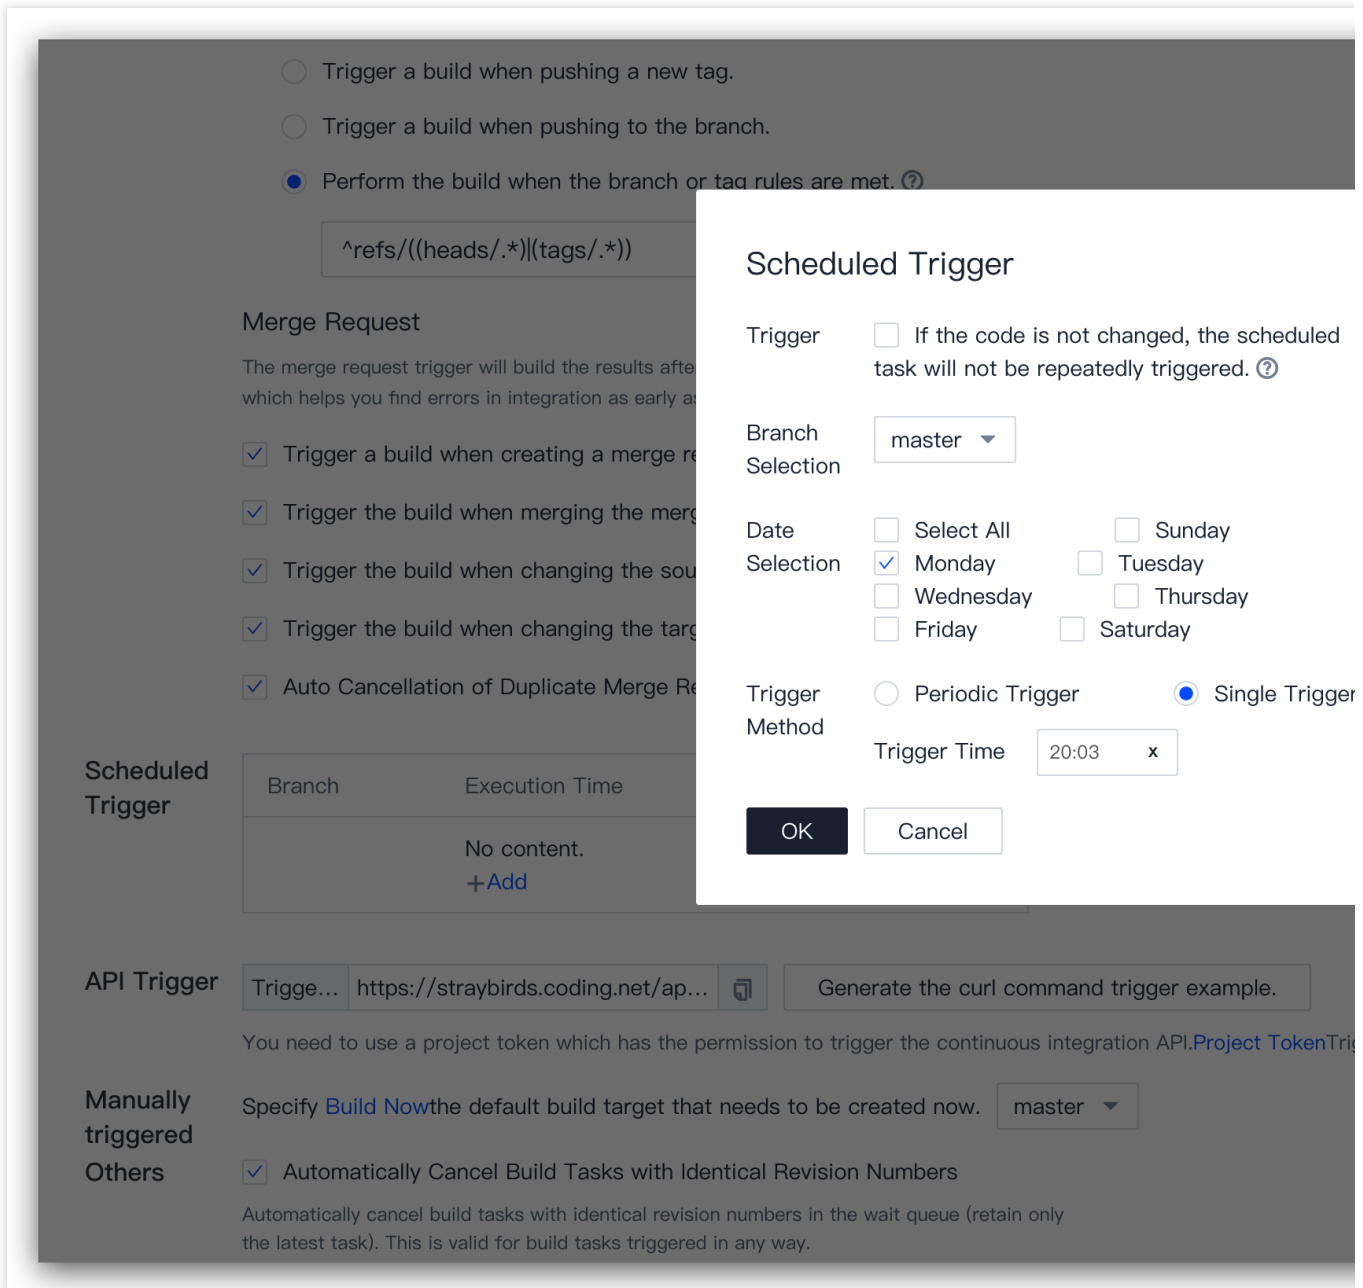 Trigger a build when pushing a new tag.
Trigger a build when pushing to the branch.
Perform the build when the branch or tag rules are met.
^refs/((heads/.*)|(tags/.*))
Merge Request
The merge request trigger will build the results afte
which helps you find errors in integration as early as
Trigger a build when creating a merge re
Trigger the build when merging the merg
Trigger the build when changing the sou
Trigger the build when changing the targ
Auto Cancellation of Duplicate Merge Re
Scheduled Trigger
Trigger
If the code is not changed, the scheduled
task will not be repeatedly triggered.
Branch
Selection
master
Date
Selection
Select All
Sunday
Monday
Tuesday
Wednesday
Thursday
Friday
Saturday
Trigger
Method
Periodic Trigger
Single Trigger
Trigger Time
20:03
x
OK
Cancel
Scheduled
Trigger
Branch
Execution Time
No content.
+Add
API Trigger
Trigge...
https://straybirds.coding.net/ap...
Generate the curl command trigger example.
You need to use a project token which has the permission to trigger the continuous integration API.Project TokenTrig
Manually
triggered
Specify Build Nowthe default build target that needs to be created now.
master
Others
Automatically Cancel Build Tasks with Identical Revision Numbers
Automatically cancel build tasks with identical revision numbers in the wait queue (retain only
the latest task). This is valid for build tasks triggered in any way.